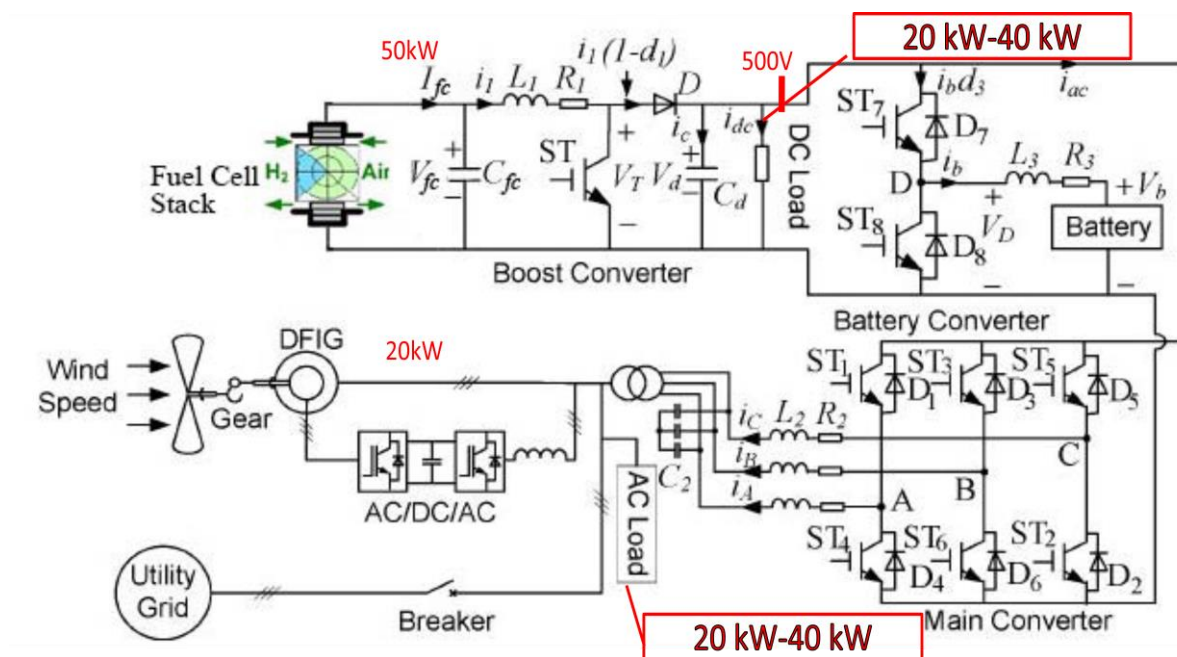 50kW
i1(1-d1)
500V
20 kW-40 kW
Ifc
i1
L1
R1
D
ibd3
iac
ST7
D7
ic
idc
DC Load
H2
Air
Fuel Cell
Stack
+
Vfc
−
Cfc
ST
+
VT
−
+
Vd
−
Cd
L3
R3
D
ib
+
VD
−
+Vb
Battery
−
ST8
D8
Boost Converter
Battery Converter
DFIG
20kW
Wind
Speed
Gear
AC/DC/AC
C2
iC
L2
R2
iB
iA
AC Load
ST1
ST3
ST5
D1
D3
D5
C
B
A
ST4
ST6
ST2
D4
D6
D2
Utility
Grid
Breaker
Main Converter
20 kW-40 kW